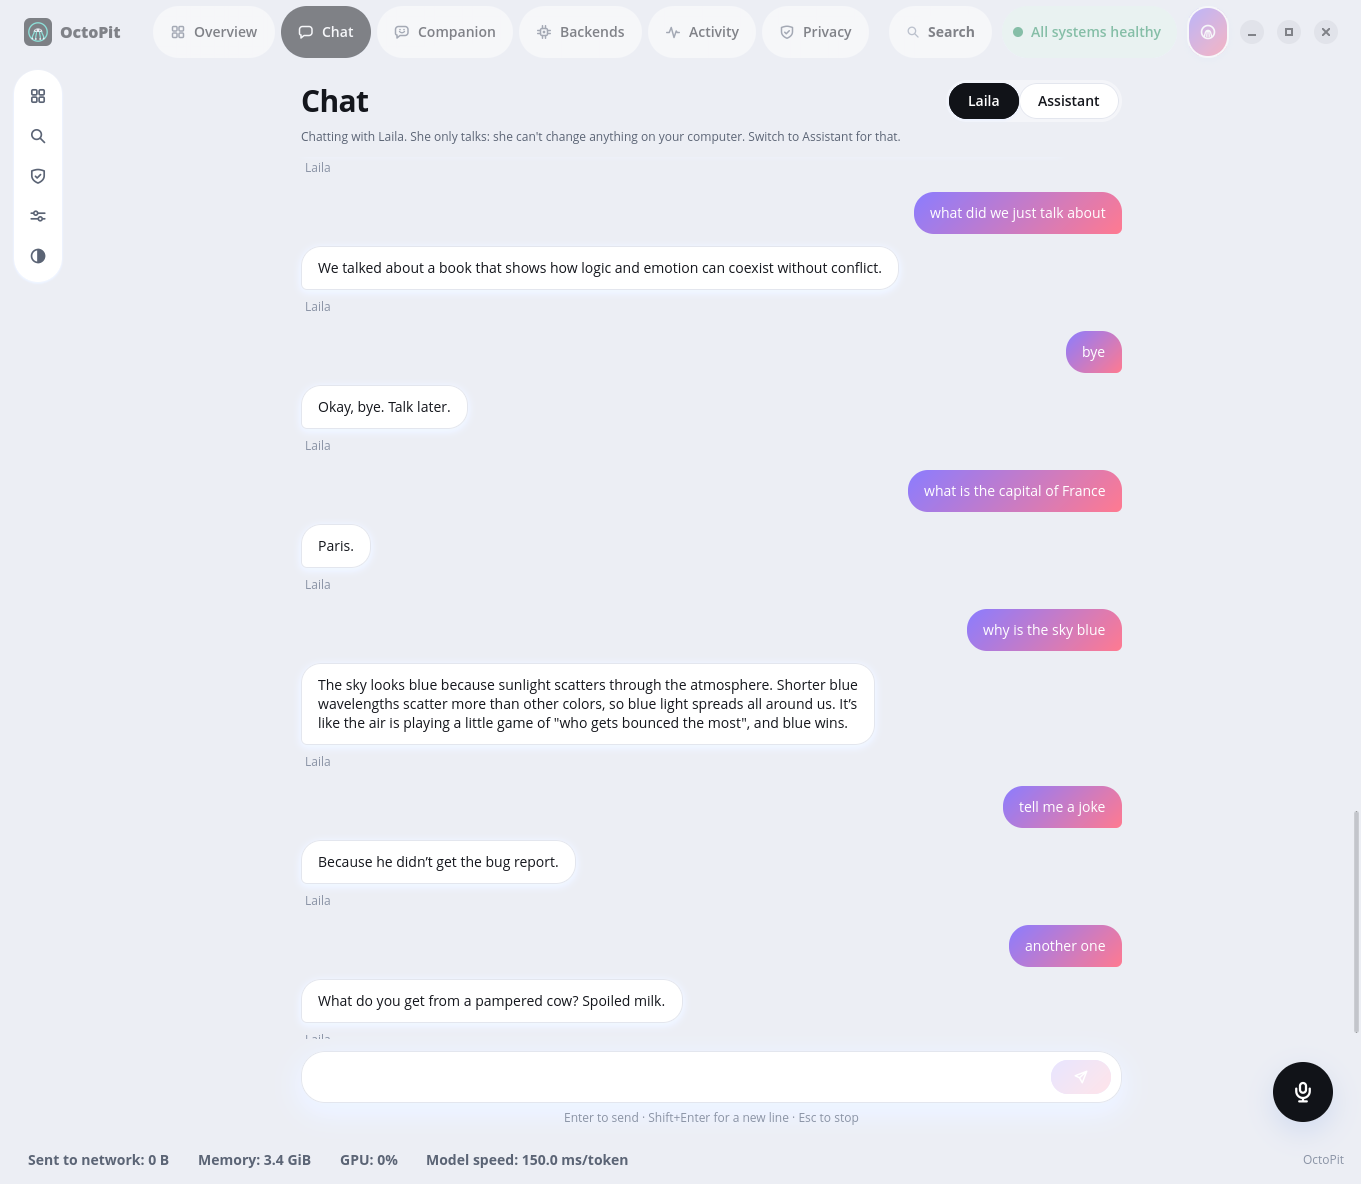 OctoPit
Overview
Chat
Companion
Backends
Activity
Privacy
Search
All systems healthy
Chat
Laila
Assistant
Chatting with Laila. She only talks: she can't change anything on your computer. Switch to Assistant for that.
Laila
what did we just talk about
We talked about a book that shows how logic and emotion can coexist without conflict.
Laila
bye
Okay, bye. Talk later.
Laila
what is the capital of France
Paris.
Laila
why is the sky blue
The sky looks blue because sunlight scatters through the atmosphere. Shorter blue
wavelengths scatter more than other colors, so blue light spreads all around us. It’s
like the air is playing a little game of "who gets bounced the most", and blue wins.
Laila
tell me a joke
Because he didn’t get the bug report.
Laila
another one
What do you get from a pampered cow? Spoiled milk.
Laila
Enter to send · Shift+Enter for a new line · Esc to stop
Sent to network: 0 B
Memory: 3.4 GiB
GPU: 0%
Model speed: 150.0 ms/token
OctoPit